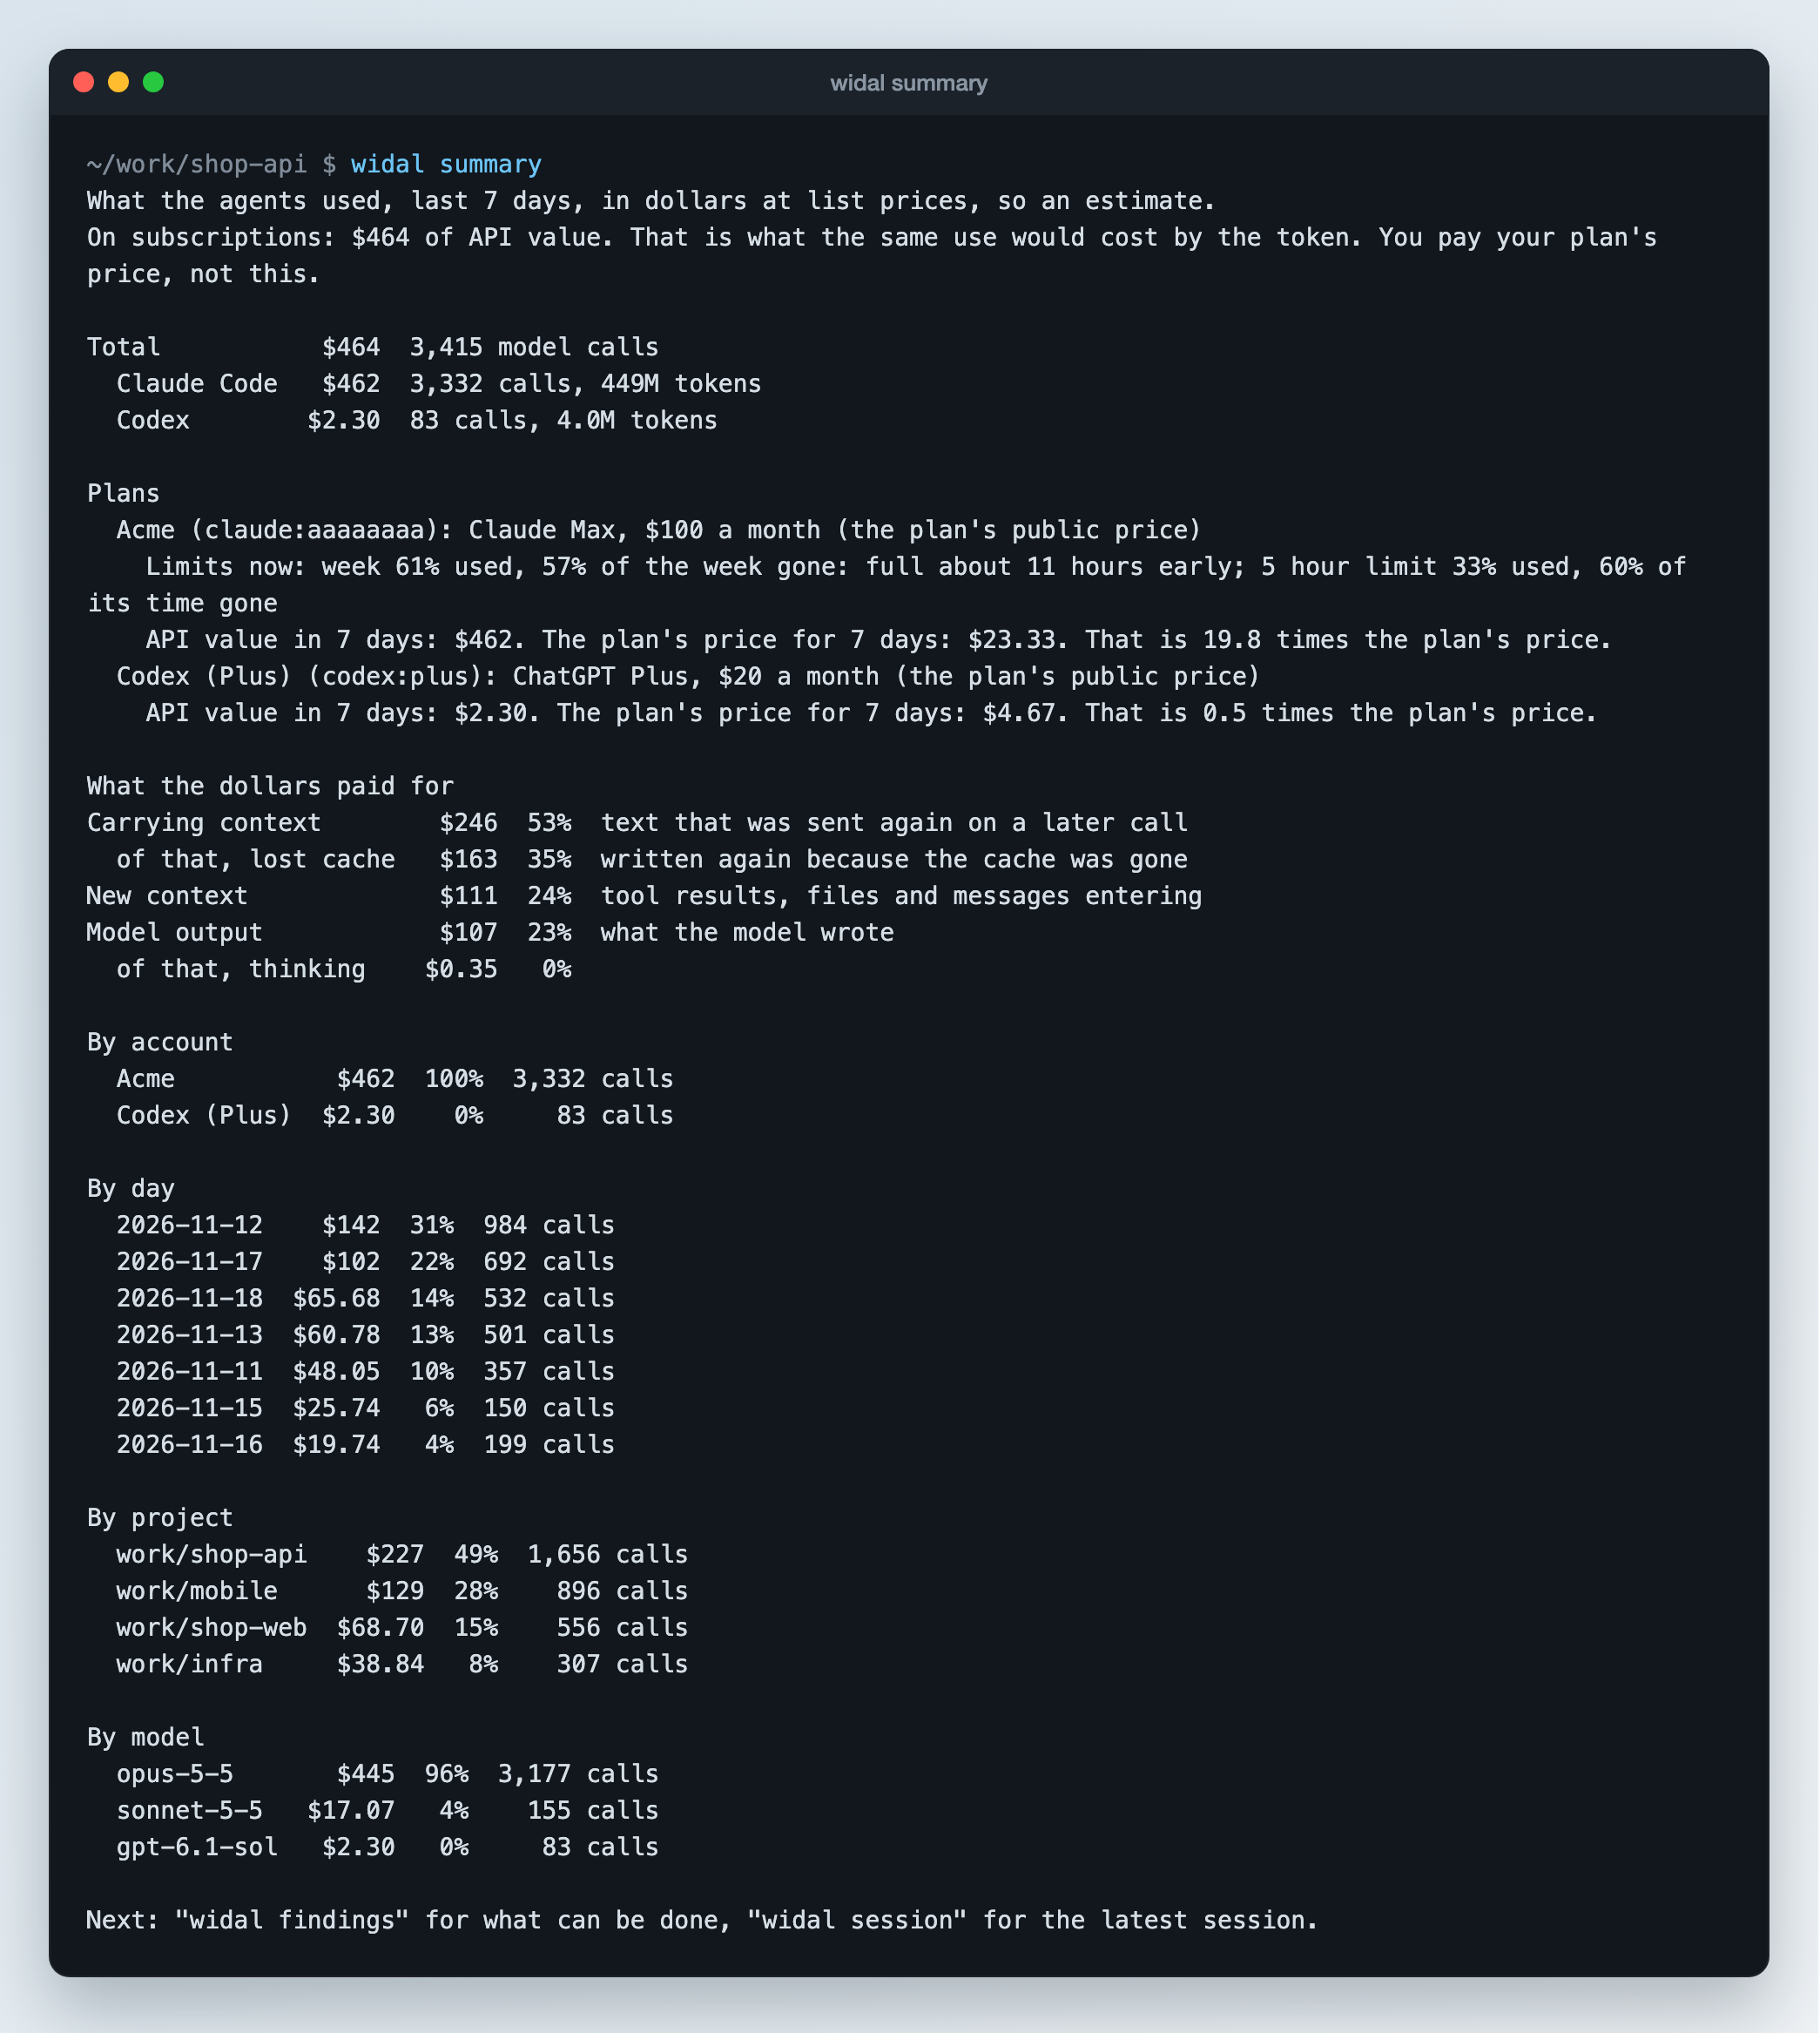 widal summary
~/work/shop-api $ widal summary
What the agents used, last 7 days, in dollars at list prices, so an estimate.
On subscriptions: $464 of API value. That is what the same use would cost by the token. You pay your plan's
price, not this.
Total $464 3,415 model calls
Claude Code $462 3,332 calls, 449M tokens
Codex $2.30 83 calls, 4.0M tokens
Plans
Acme (claude:aaaaaaaa): Claude Max, $100 a month (the plan's public price)
Limits now: week 61% used, 57% of the week gone: full about 11 hours early; 5 hour limit 33% used, 60% of
its time gone
API value in 7 days: $462. The plan's price for 7 days: $23.33. That is 19.8 times the plan's price.
Codex (Plus) (codex:plus): ChatGPT Plus, $20 a month (the plan's public price)
API value in 7 days: $2.30. The plan's price for 7 days: $4.67. That is 0.5 times the plan's price.
What the dollars paid for
Carrying context $246 53% text that was sent again on a later call
of that, lost cache $163 35% written again because the cache was gone
New context $111 24% tool results, files and messages entering
Model output $107 23% what the model wrote
of that, thinking $0.35 0%
By account
Acme $462 100% 3,332 calls
Codex (Plus) $2.30 0% 83 calls
By day
2026-11-12 $142 31% 984 calls
2026-11-17 $102 22% 692 calls
2026-11-18 $65.68 14% 532 calls
2026-11-13 $60.78 13% 501 calls
2026-11-11 $48.05 10% 357 calls
2026-11-15 $25.74 6% 150 calls
2026-11-16 $19.74 4% 199 calls
By project
work/shop-api $227 49% 1,656 calls
work/mobile $129 28% 896 calls
work/shop-web $68.70 15% 556 calls
work/infra $38.84 8% 307 calls
By model
opus-5-5 $445 96% 3,177 calls
sonnet-5-5 $17.07 4% 155 calls
gpt-6.1-sol $2.30 0% 83 calls
Next: "widal findings" for what can be done, "widal session" for the latest session.